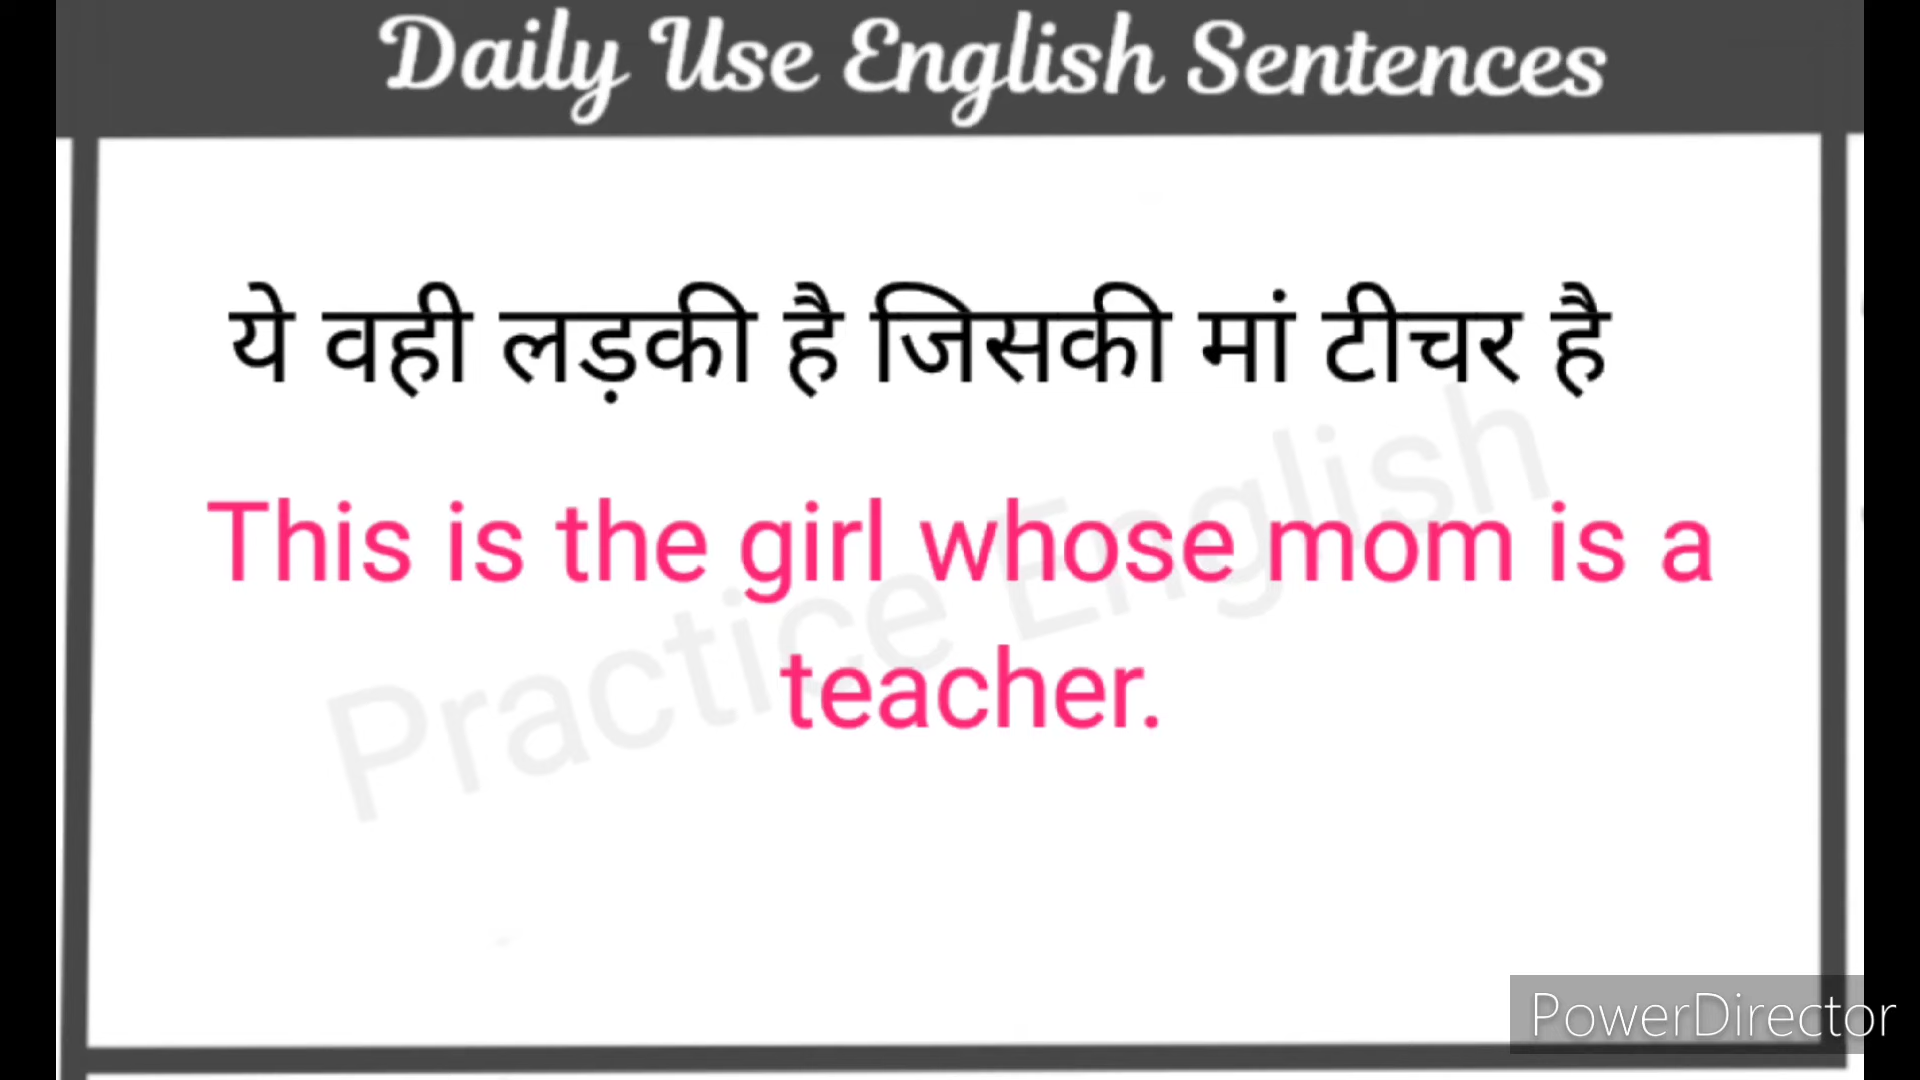 Daily Use English Sentences
ये वही लड़की है जिसकी मां टीचर है
This is the girl whose mom is a
teacher.
Practice English
PowerDirector